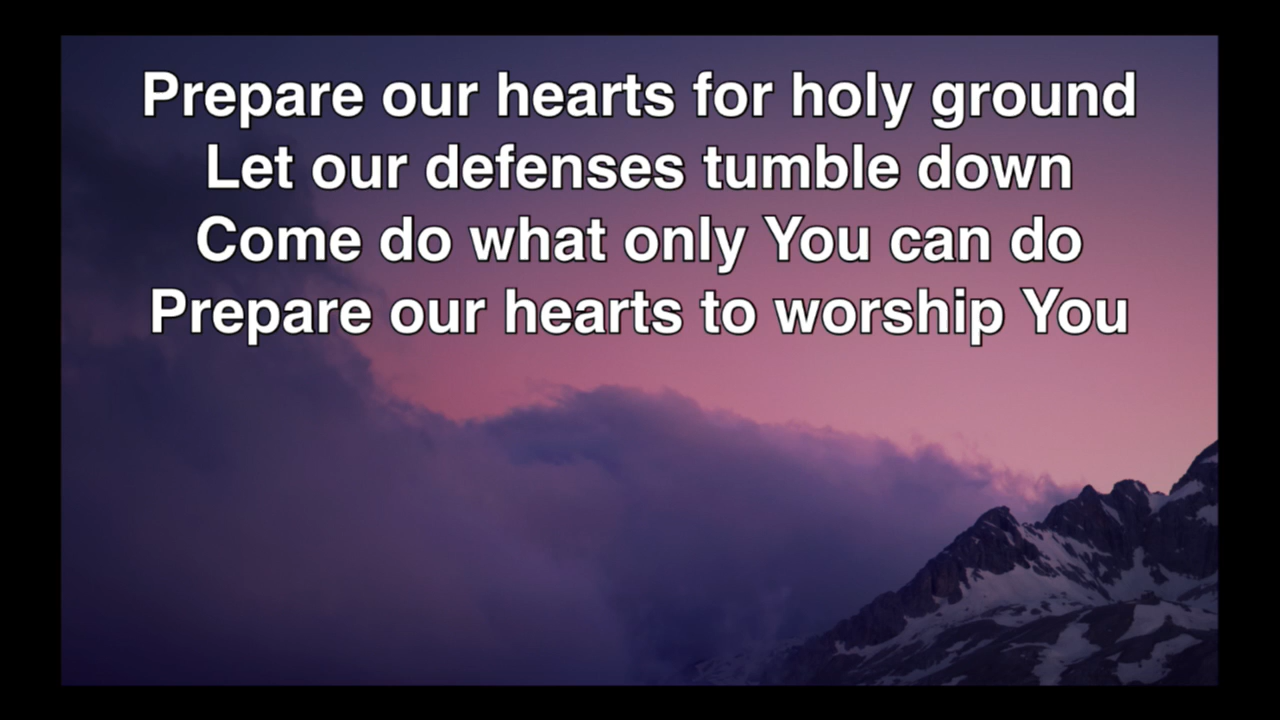 Prepare our hearts for holy ground
Let our defenses tumble down
Come do what only You can do
Prepare our hearts to worship You